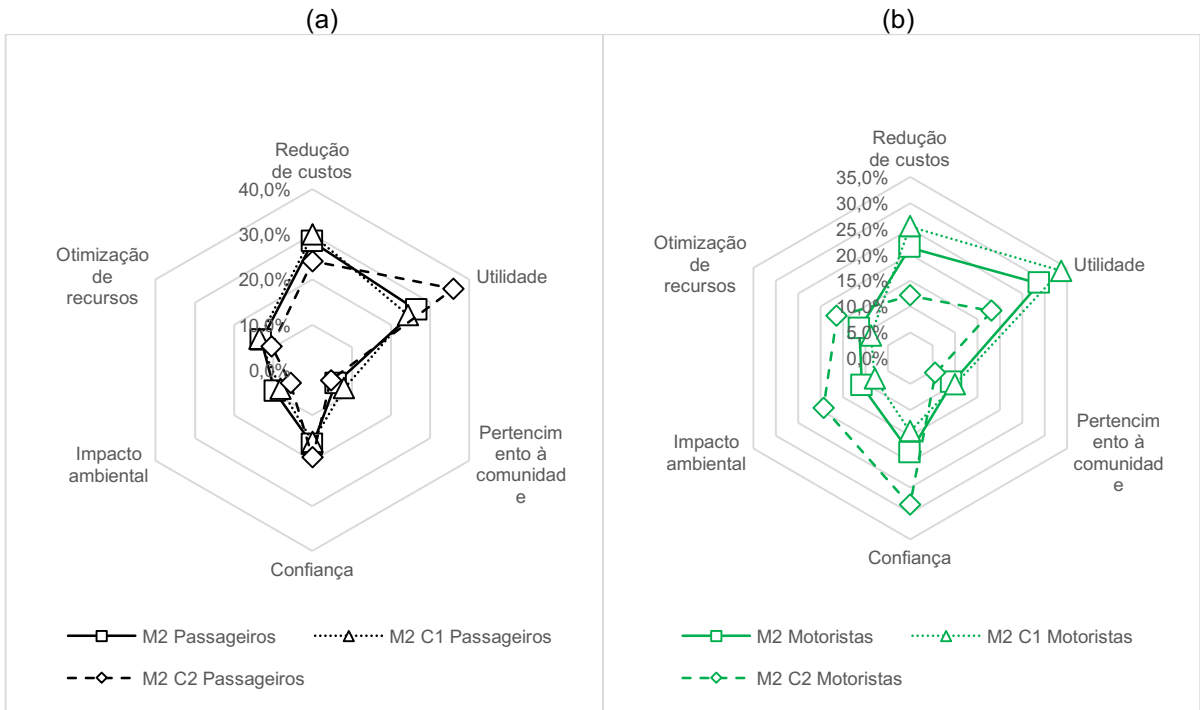 (a)
Redução
de custos
40,0%
30,0%
20,0%
10,0%
0,0%
Utilidade
Pertencim
ento à
comunidad
e
Confiança
Impacto
ambiental
Otimização
de
recursos
M2 Passageiros
M2 C1 Passageiros
M2 C2 Passageiros
(b)
Redução
de custos
35,0%
30,0%
25,0%
20,0%
15,0%
10,0%
5,0%
0,0%
Utilidade
Pertencim
ento à
comunidad
e
Confiança
Impacto
ambiental
Otimização
de
recursos
M2 Motoristas
M2 C1 Motoristas
M2 C2 Motoristas